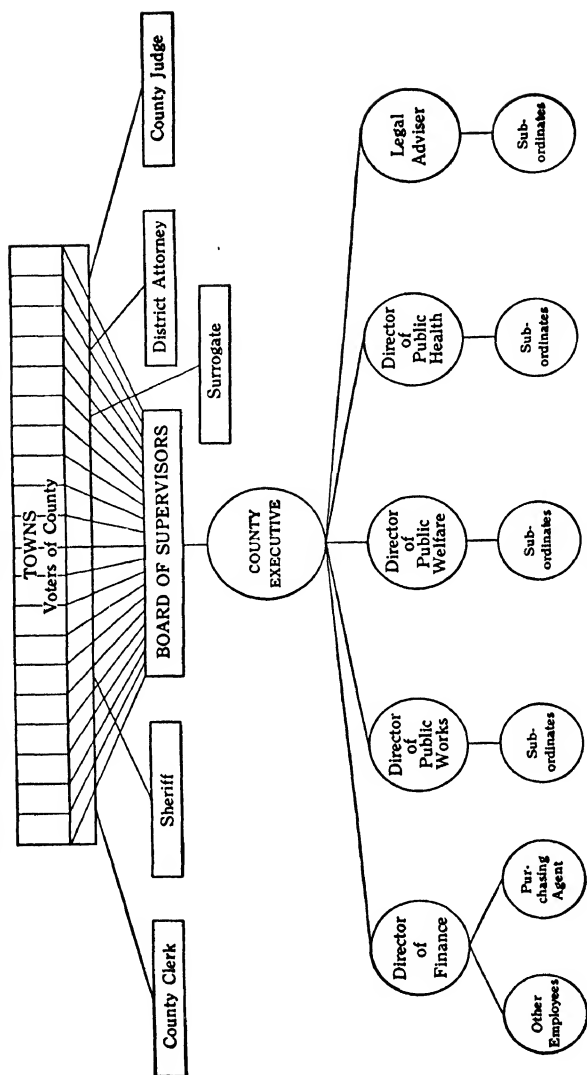 TOWNS
Voters of County
County Clerk
Sheriff
BOARD OF SUPERVISORS
Surrogate
District Attorney
County Judge
COUNTY
EXECUTIVE
Director
of
Finance
Director
of
Public
Works
Director
of
Public
Welfare
Director
of
Public
Health
Legal
Adviser
Other
Employees
Pur-
chasing
Agent
Sub-
ordinates
Sub-
ordinates
Sub-
ordinates
Sub-
ordinates